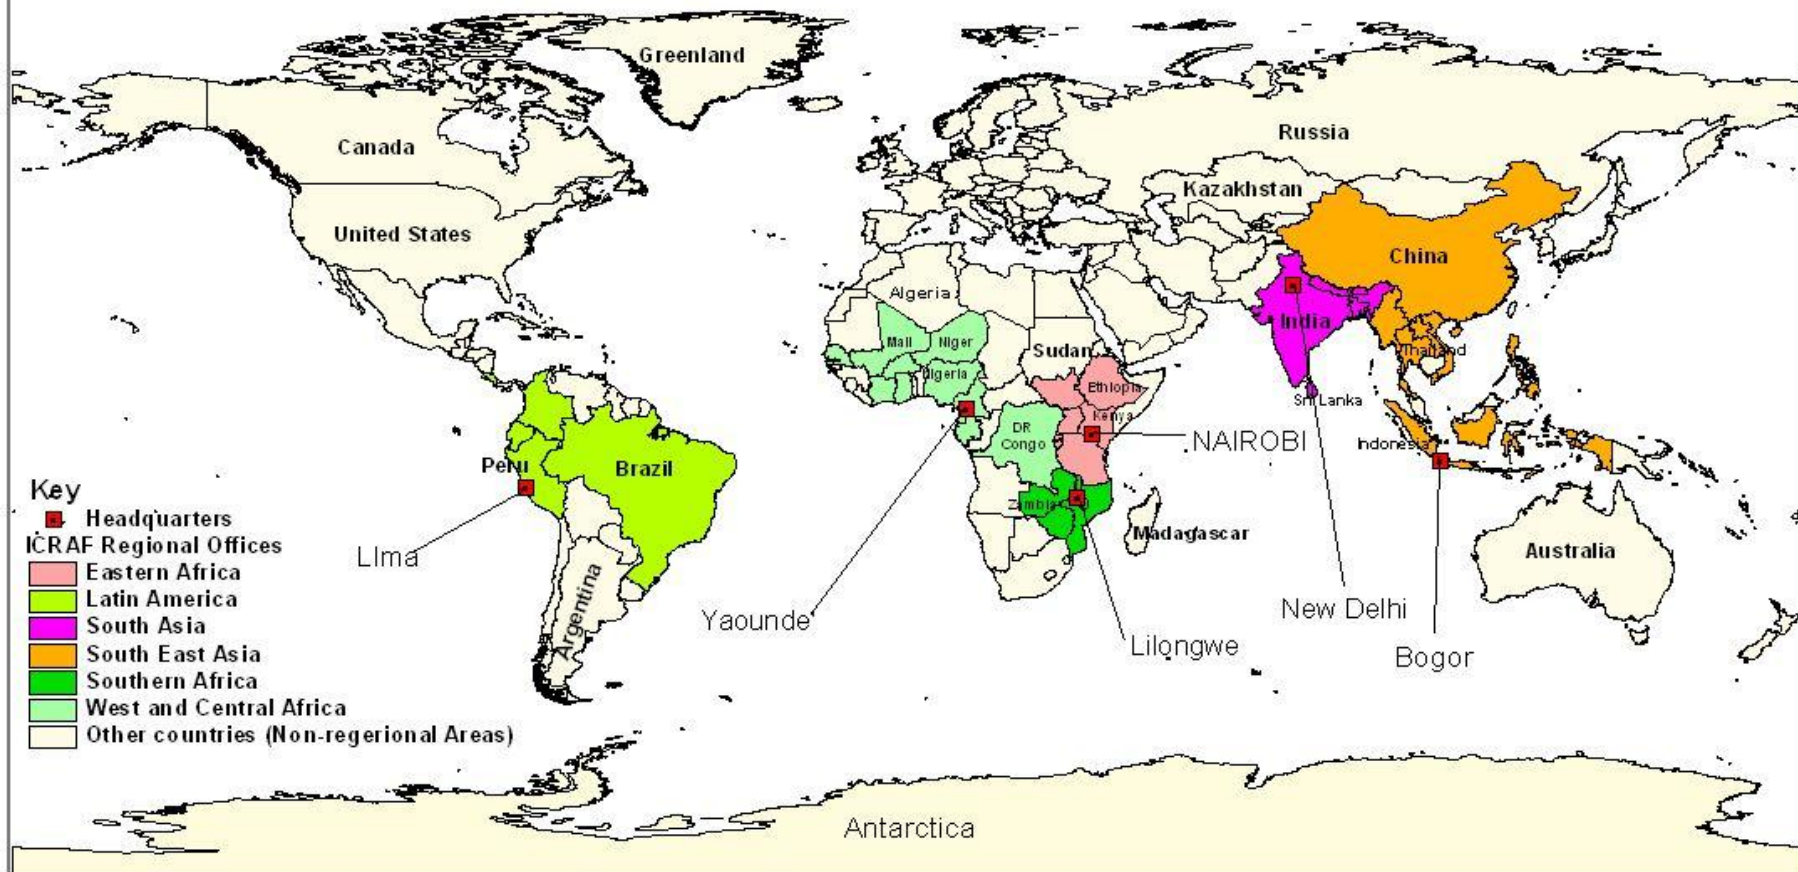 Greenland
Canada
Russia
Kazakhstan
United States
China
Algeria
India
Mali
Niger
Sudan
Thailand
Nigeria
Ethiopia
Sri Lanka
Kenya
DR
Congo
NAIROBI
Indonesia
Peru
Brazil
Zambia
Madagascar
Australia
LIma
Argentina
Yaounde
New Delhi
Lilongwe
Bogor
Key
Headquarters
ICRAF Regional Offices
Eastern Africa
Latin America
South Asia
South East Asia
Southern Africa
West and Central Africa
Other countries (Non-regerional Areas)
Antarctica